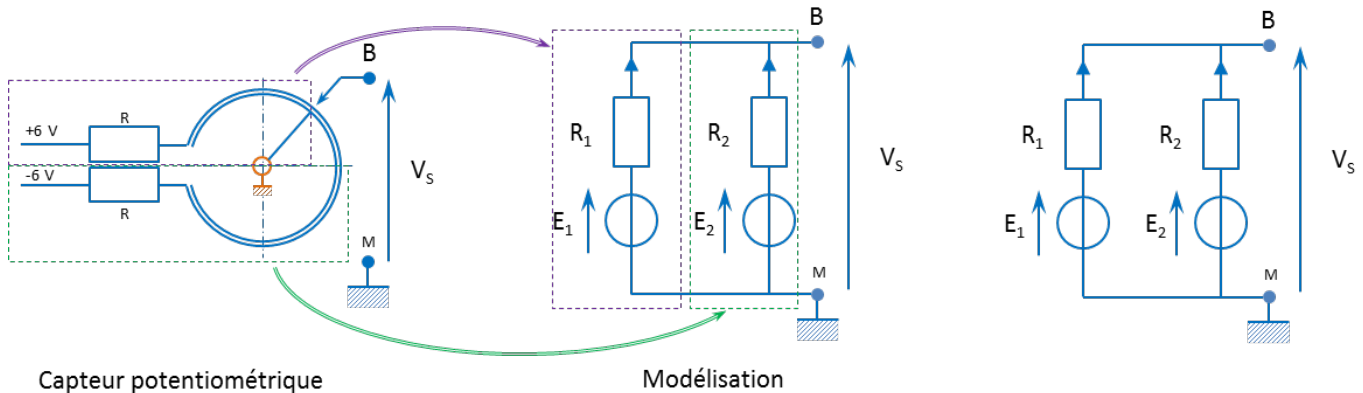 +6 V
R
-6 V
R
B
V_S
M
Capteur potentiométrique
R_1
R_2
E_1
E_2
B
V_S
M
Modélisation
R_1
R_2
E_1
E_2
B
V_S
M